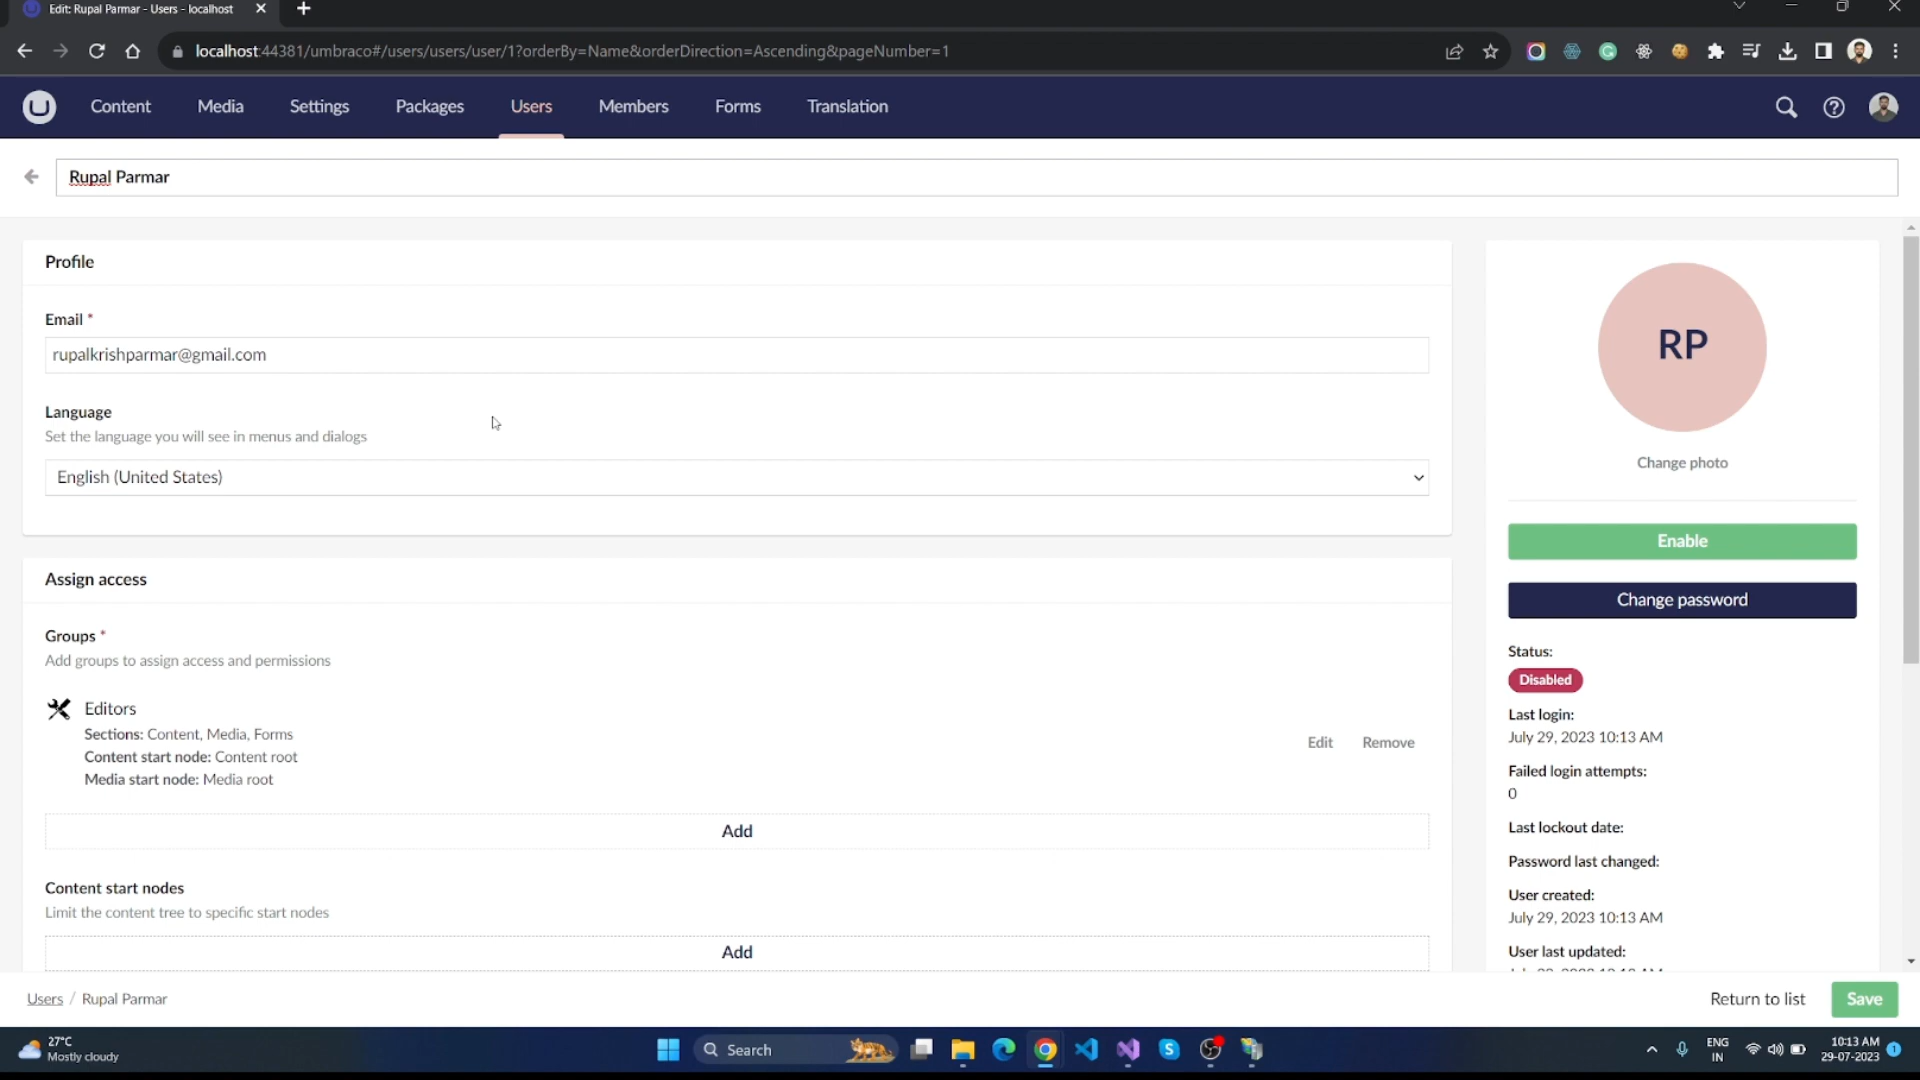 Edit: Rupal Parmar - Users - localhost
localhost:44381/umbraco#/users/users/user/1?orderBy=Name&orderDirection=Ascending&pageNumber=1
Content Media Settings Packages Users Members Forms Translation
Rupal Parmar
Profile
Email *
rupalkrishparmar@gmail.com
Language
Set the language you will see in menus and dialogs
English (United States)
Assign access
Groups *
Add groups to assign access and permissions
Editors
Sections: Content, Media, Forms
Content start node: Content root
Media start node: Media root
Edit Remove
Add
Content start nodes
Limit the content tree to specific start nodes
Add
RP
Change photo
Enable
Change password
Status:
Disabled
Last login:
July 29, 2023 10:13 AM
Failed login attempts:
0
Last lockout date:
Password last changed:
User created:
July 29, 2023 10:13 AM
User last updated:
Users / Rupal Parmar
Return to list Save
27°C
Mostly cloudy
Search
ENG
IN
10:13 AM
29-07-2023
1